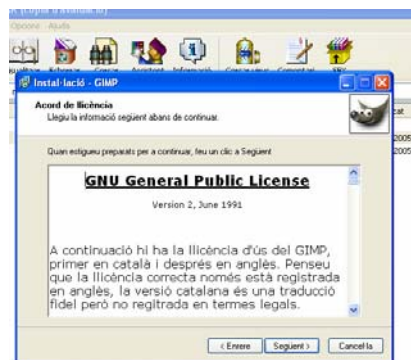 Opcions Ajuda
Instal·lació - GIMP
Acord de llicència
Llegiu la informació següent abans de continuar.
Quan estigueu preparats per a continuar, feu un clic a Següent
GNU General Public License
Version 2, June 1991
A continuació hi ha la llicència d'ús del GIMP,
primer en català i després en anglès. Penseu
que la llicència correcta només està registrada
en anglès, la versió catalana és una traducció
fidel però no regitrada en termes legals.
< Enrere Següent > Cancel·la
2005
2005